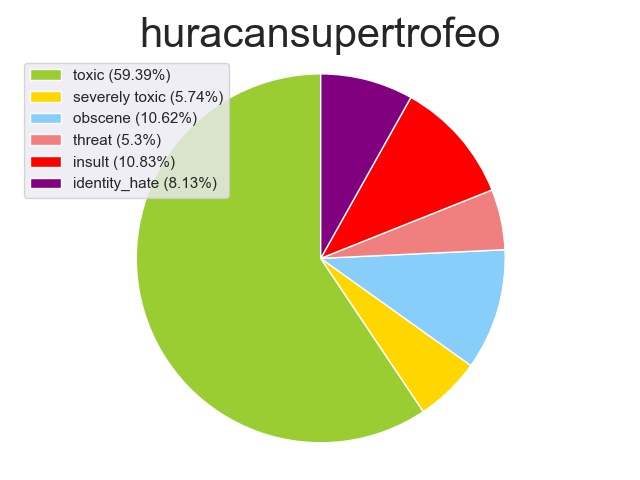 huracansupertrofeo
toxic (59.39%)
severely toxic (5.74%)
obscene (10.62%)
threat (5.3%)
insult (10.83%)
identity_hate (8.13%)